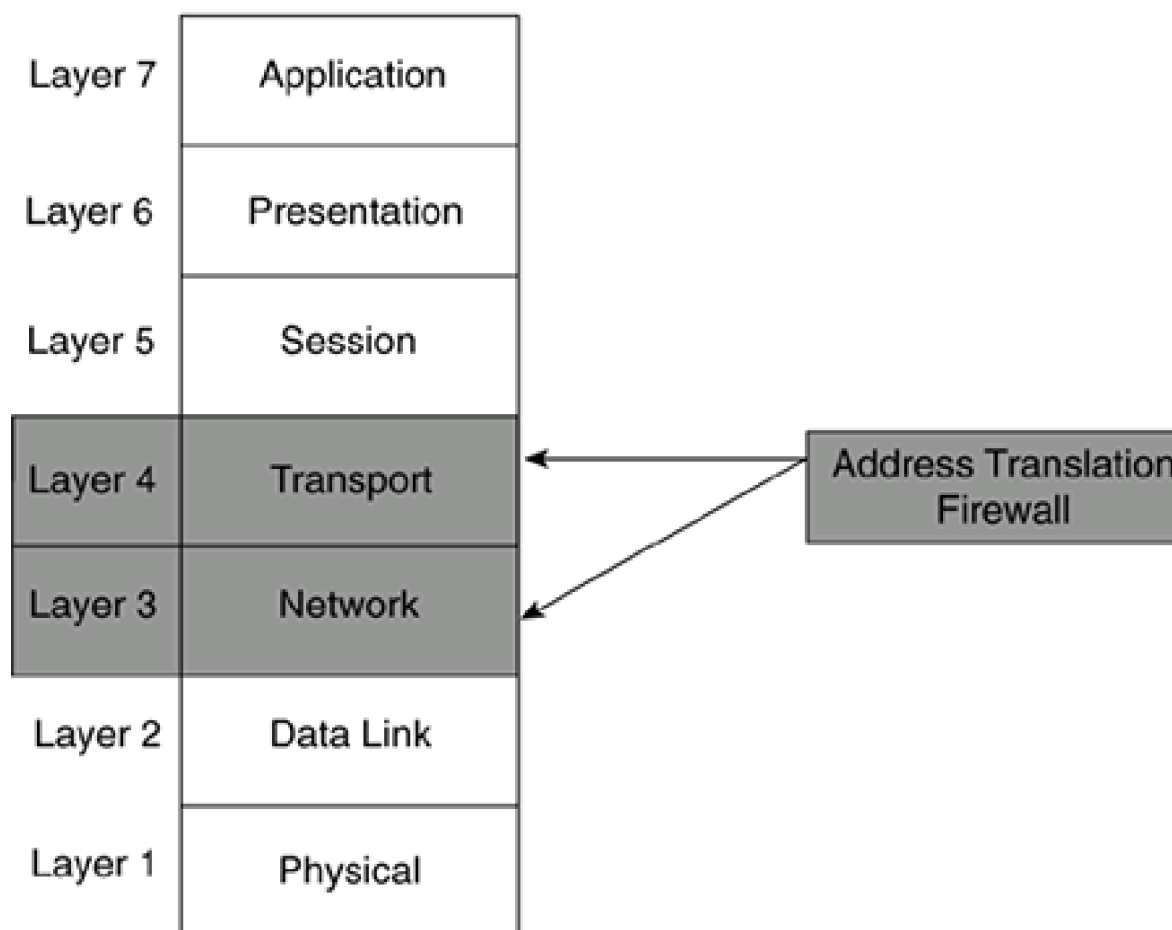 Layer 7 Application
Layer 6 Presentation
Layer 5 Session
Layer 4 Transport
Layer 3 Network
Layer 2 Data Link
Layer 1 Physical
Address Translation
Firewall